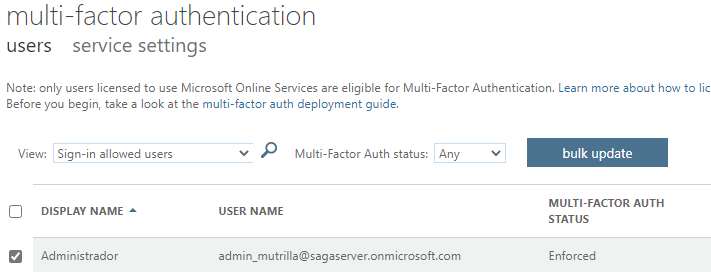 multi-factor authentication
users service settings
Note: only users licensed to use Microsoft Online Services are eligible for Multi-Factor Authentication. Learn more about how to lic
Before you begin, take a look at the multi-factor auth deployment guide.
View: Sign-in allowed users Multi-Factor Auth status: Any bulk update
DISPLAY NAME USER NAME MULTI-FACTOR AUTH
STATUS
Administrador admin_mutrilla@sagaserver.onmicrosoft.com Enforced